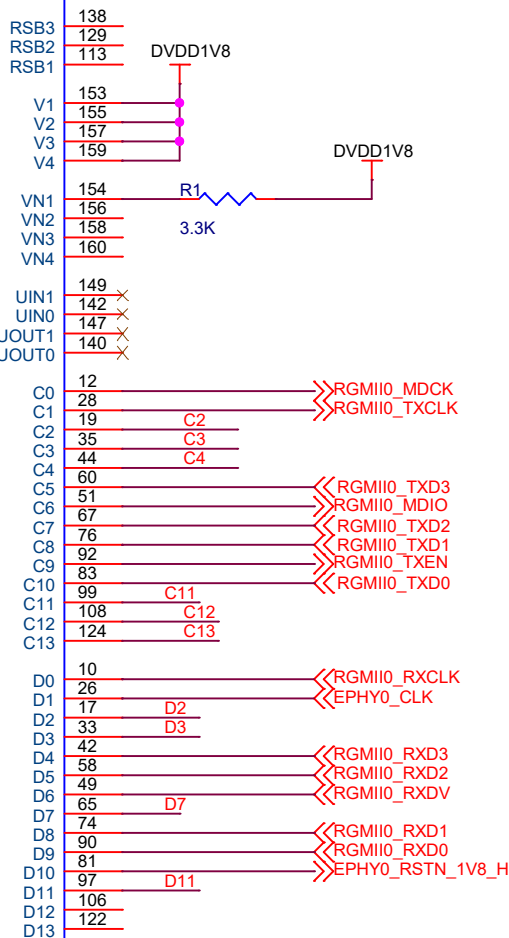 RSB3 138
RSB2 129
RSB1 113
DVDD1V8
V1 153
V2 155
V3 157
V4 159
DVDD1V8
VN1 154 R1
VN2 156
3.3K
VN3 158
VN4 160
UIN1 149
UIN0 142
UOUT1 147
UOUT0 140
C0 12 RGMII0_MDCK
C1 28 RGMII0_TXCLK
C2 19 C2
C3 35 C3
C4 44 C4
C5 60 RGMII0_TXD3
C6 51 RGMII0_MDIO
C7 67 RGMII0_TXD2
C8 76 RGMII0_TXD1
C9 92 RGMII0_TXEN
C10 83 RGMII0_TXD0
C11 99 C11
C12 108 C12
C13 124 C13
D0 10 RGMII0_RXCLK
D1 26 EPHY0_CLK
D2 17 D2
D3 33 D3
D4 42 RGMII0_RXD3
D5 58 RGMII0_RXD2
D6 49 RGMII0_RXDV
D7 65 D7
D8 74 RGMII0_RXD1
D9 90 RGMII0_RXD0
D10 81 EPHY0_RSTN_1V8_H
D11 97 D11
D12 106
D13 122